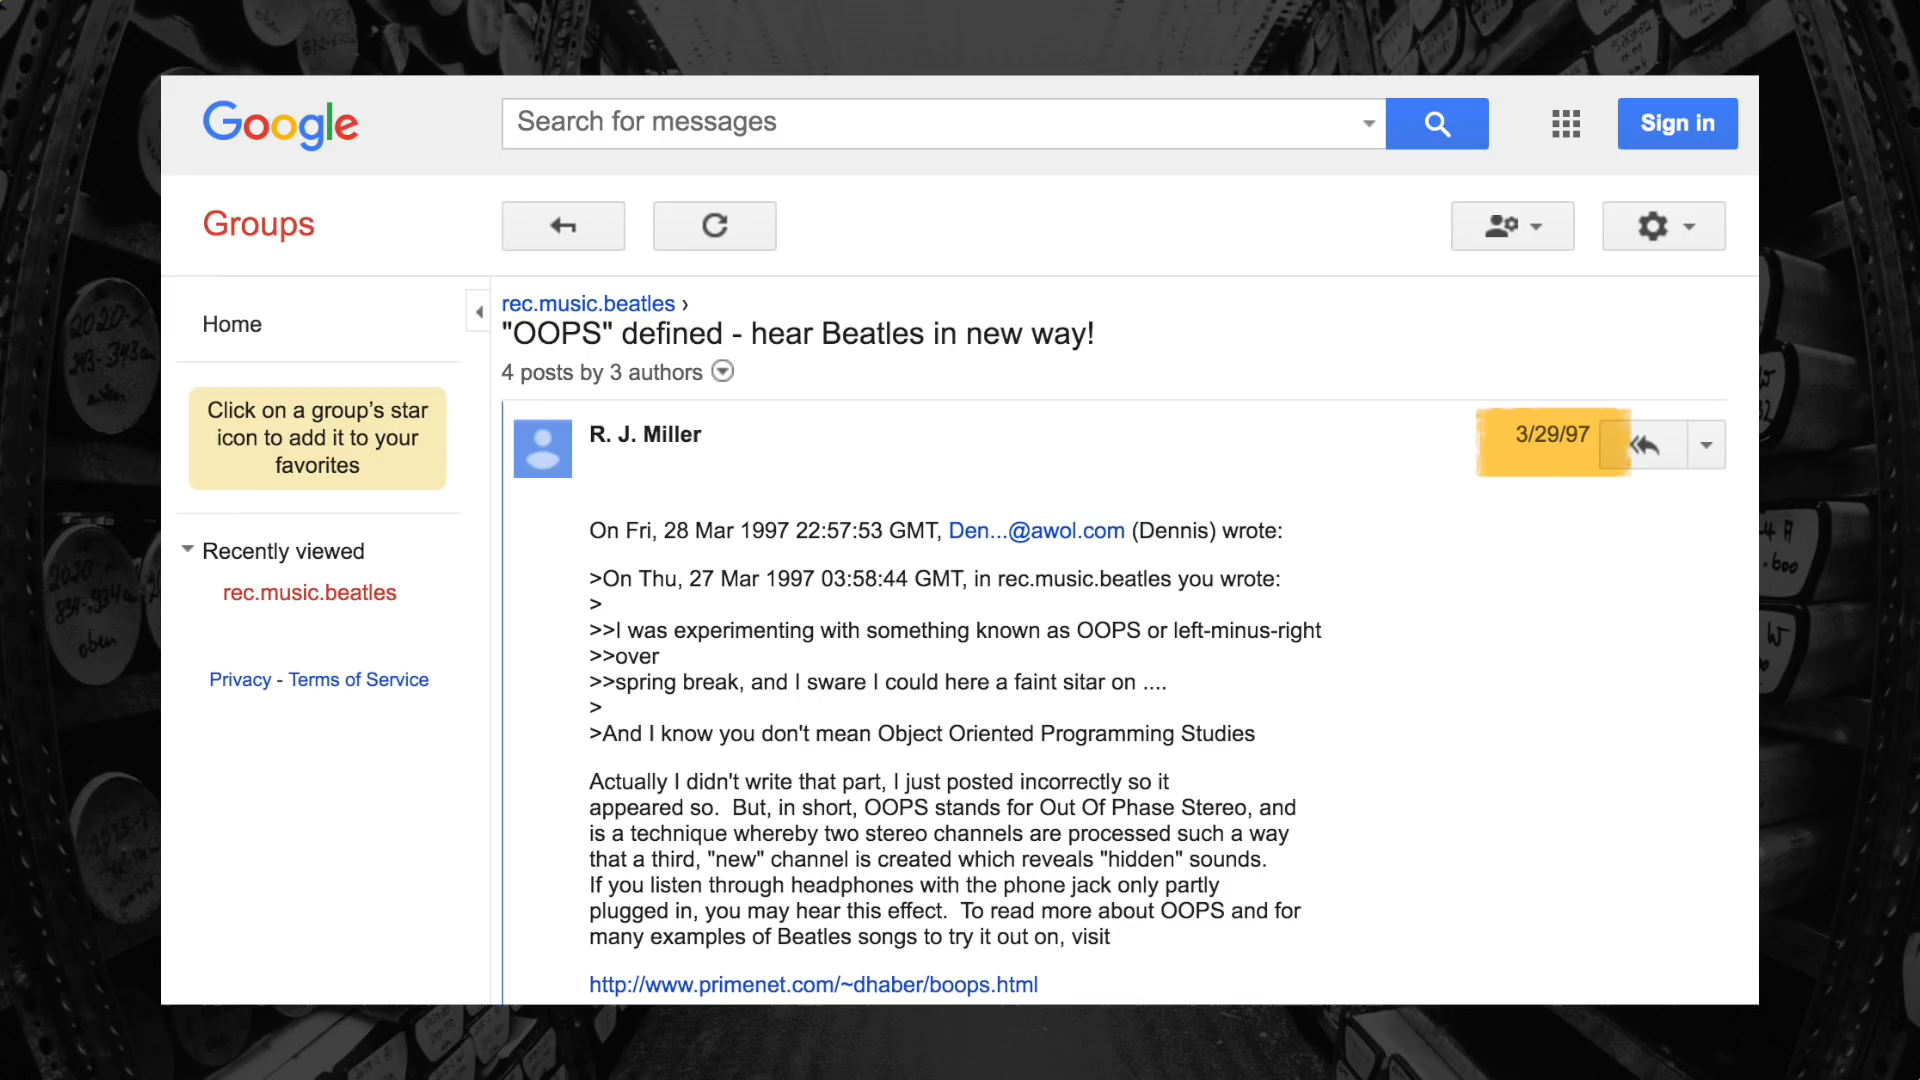 Google
Search for messages
Sign in
Groups
Home
Click on a group's star
icon to add it to your
favorites
Recently viewed
rec.music.beatles
Privacy - Terms of Service
rec.music.beatles ›
"OOPS" defined - hear Beatles in new way!
4 posts by 3 authors
R. J. Miller
3/29/97
On Fri, 28 Mar 1997 22:57:53 GMT, Den...@awol.com (Dennis) wrote:
>On Thu, 27 Mar 1997 03:58:44 GMT, in rec.music.beatles you wrote:
>
>>I was experimenting with something known as OOPS or left-minus-right
>>over
>>spring break, and I sware I could here a faint sitar on ....
>
>And I know you don't mean Object Oriented Programming Studies
Actually I didn't write that part, I just posted incorrectly so it
appeared so.  But, in short, OOPS stands for Out Of Phase Stereo, and
is a technique whereby two stereo channels are processed such a way
that a third, "new" channel is created which reveals "hidden" sounds.
If you listen through headphones with the phone jack only partly
plugged in, you may hear this effect.  To read more about OOPS and for
many examples of Beatles songs to try it out on, visit
http://www.primenet.com/~dhaber/boops.html